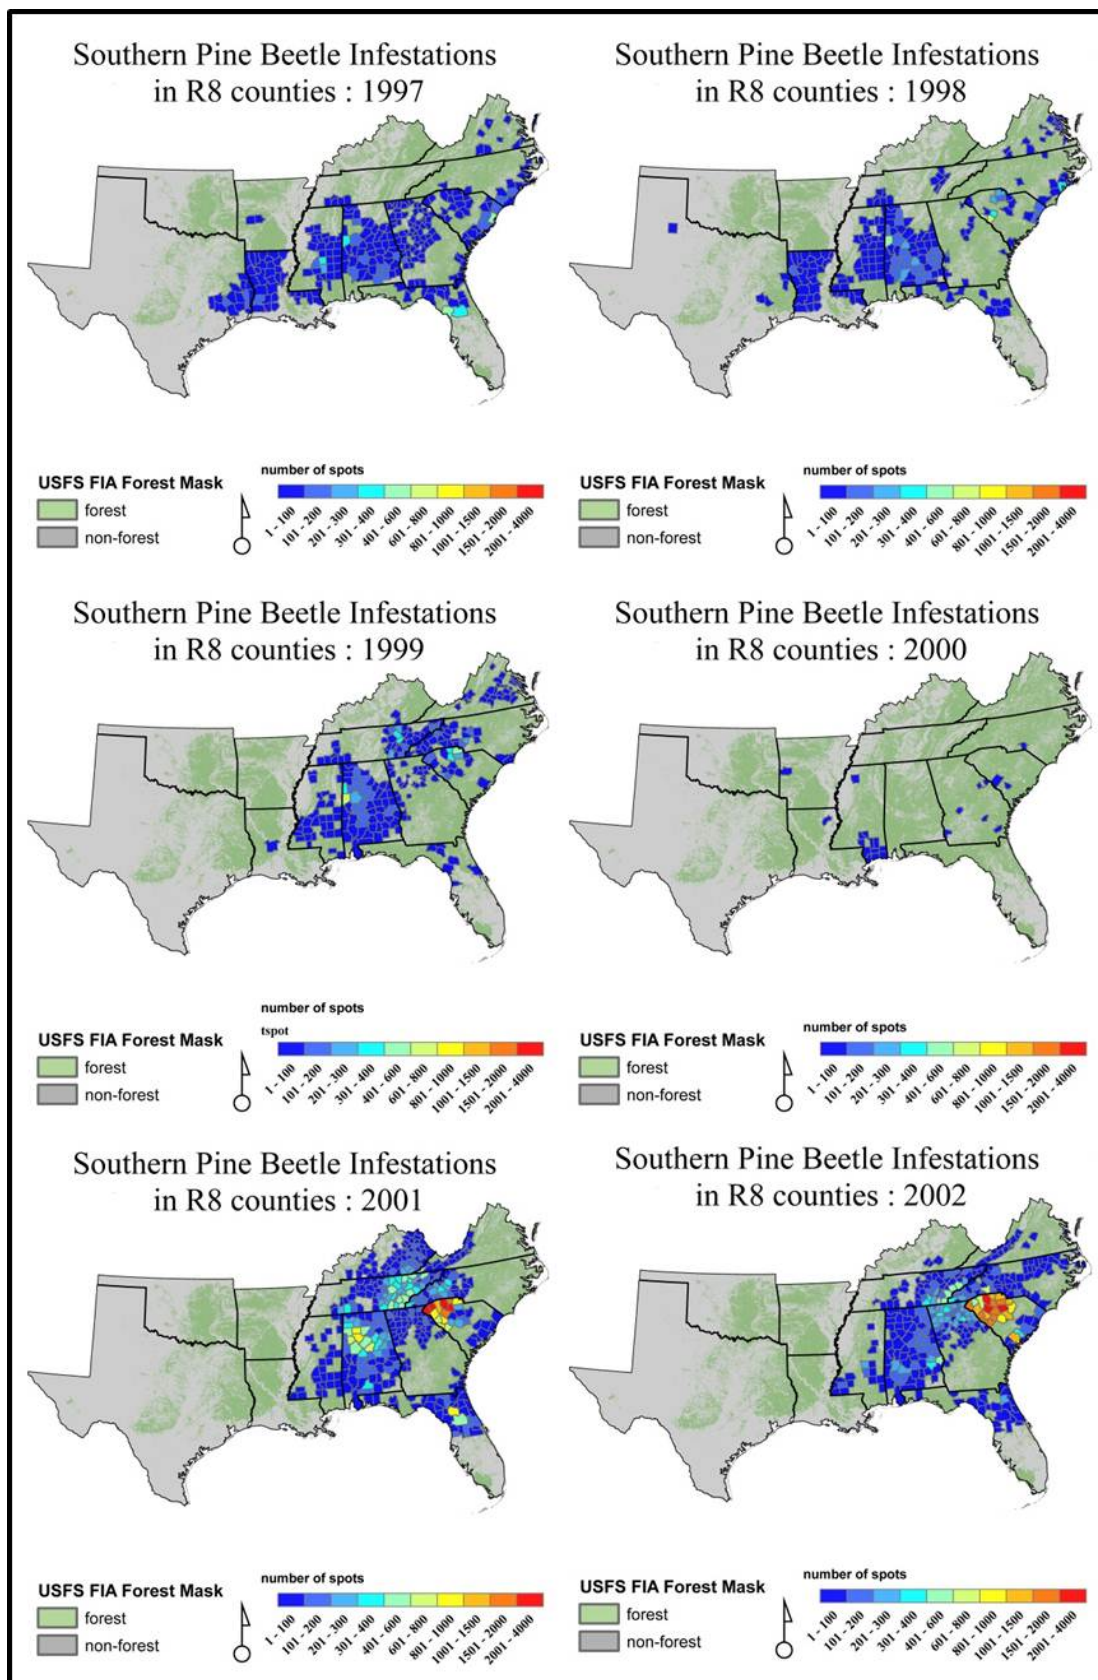 Southern Pine Beetle Infestations
in R8 counties : 1997
number of spots
USFS FIA Forest Mask
forest
non-forest
1 - 100
101 - 200
201 - 300
301 - 400
401 - 600
601 - 800
801 - 1000
1001 - 1500
1501 - 2000
2001 - 4000
Southern Pine Beetle Infestations
in R8 counties : 1998
number of spots
USFS FIA Forest Mask
forest
non-forest
1 - 100
101 - 200
201 - 300
301 - 400
401 - 600
601 - 800
801 - 1000
1001 - 1500
1501 - 2000
2001 - 4000
Southern Pine Beetle Infestations
in R8 counties : 1999
number of spots
tspot
USFS FIA Forest Mask
forest
non-forest
1 - 100
101 - 200
201 - 300
301 - 400
401 - 600
601 - 800
801 - 1000
1001 - 1500
1501 - 2000
2001 - 4000
Southern Pine Beetle Infestations
in R8 counties : 2000
number of spots
USFS FIA Forest Mask
forest
non-forest
1 - 100
101 - 200
201 - 300
301 - 400
401 - 600
601 - 800
801 - 1000
1001 - 1500
1501 - 2000
2001 - 4000
Southern Pine Beetle Infestations
in R8 counties : 2001
number of spots
USFS FIA Forest Mask
forest
non-forest
1 - 100
101 - 200
201 - 300
301 - 400
401 - 600
601 - 800
801 - 1000
1001 - 1500
1501 - 2000
2001 - 4000
Southern Pine Beetle Infestations
in R8 counties : 2002
number of spots
USFS FIA Forest Mask
forest
non-forest
1 - 100
101 - 200
201 - 300
301 - 400
401 - 600
601 - 800
801 - 1000
1001 - 1500
1501 - 2000
2001 - 4000